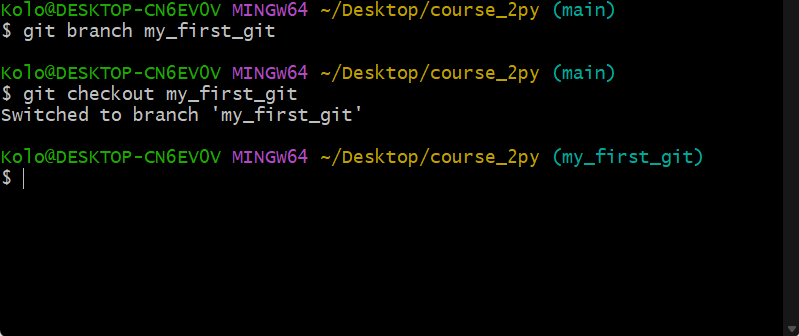 Kolo@DESKTOP-CN6EV0V MINGW64 ~/Desktop/course_2py (main)
$ git branch my_first_git
Kolo@DESKTOP-CN6EV0V MINGW64 ~/Desktop/course_2py (main)
$ git checkout my_first_git
Switched to branch 'my_first_git'
Kolo@DESKTOP-CN6EV0V MINGW64 ~/Desktop/course_2py (my_first_git)
$